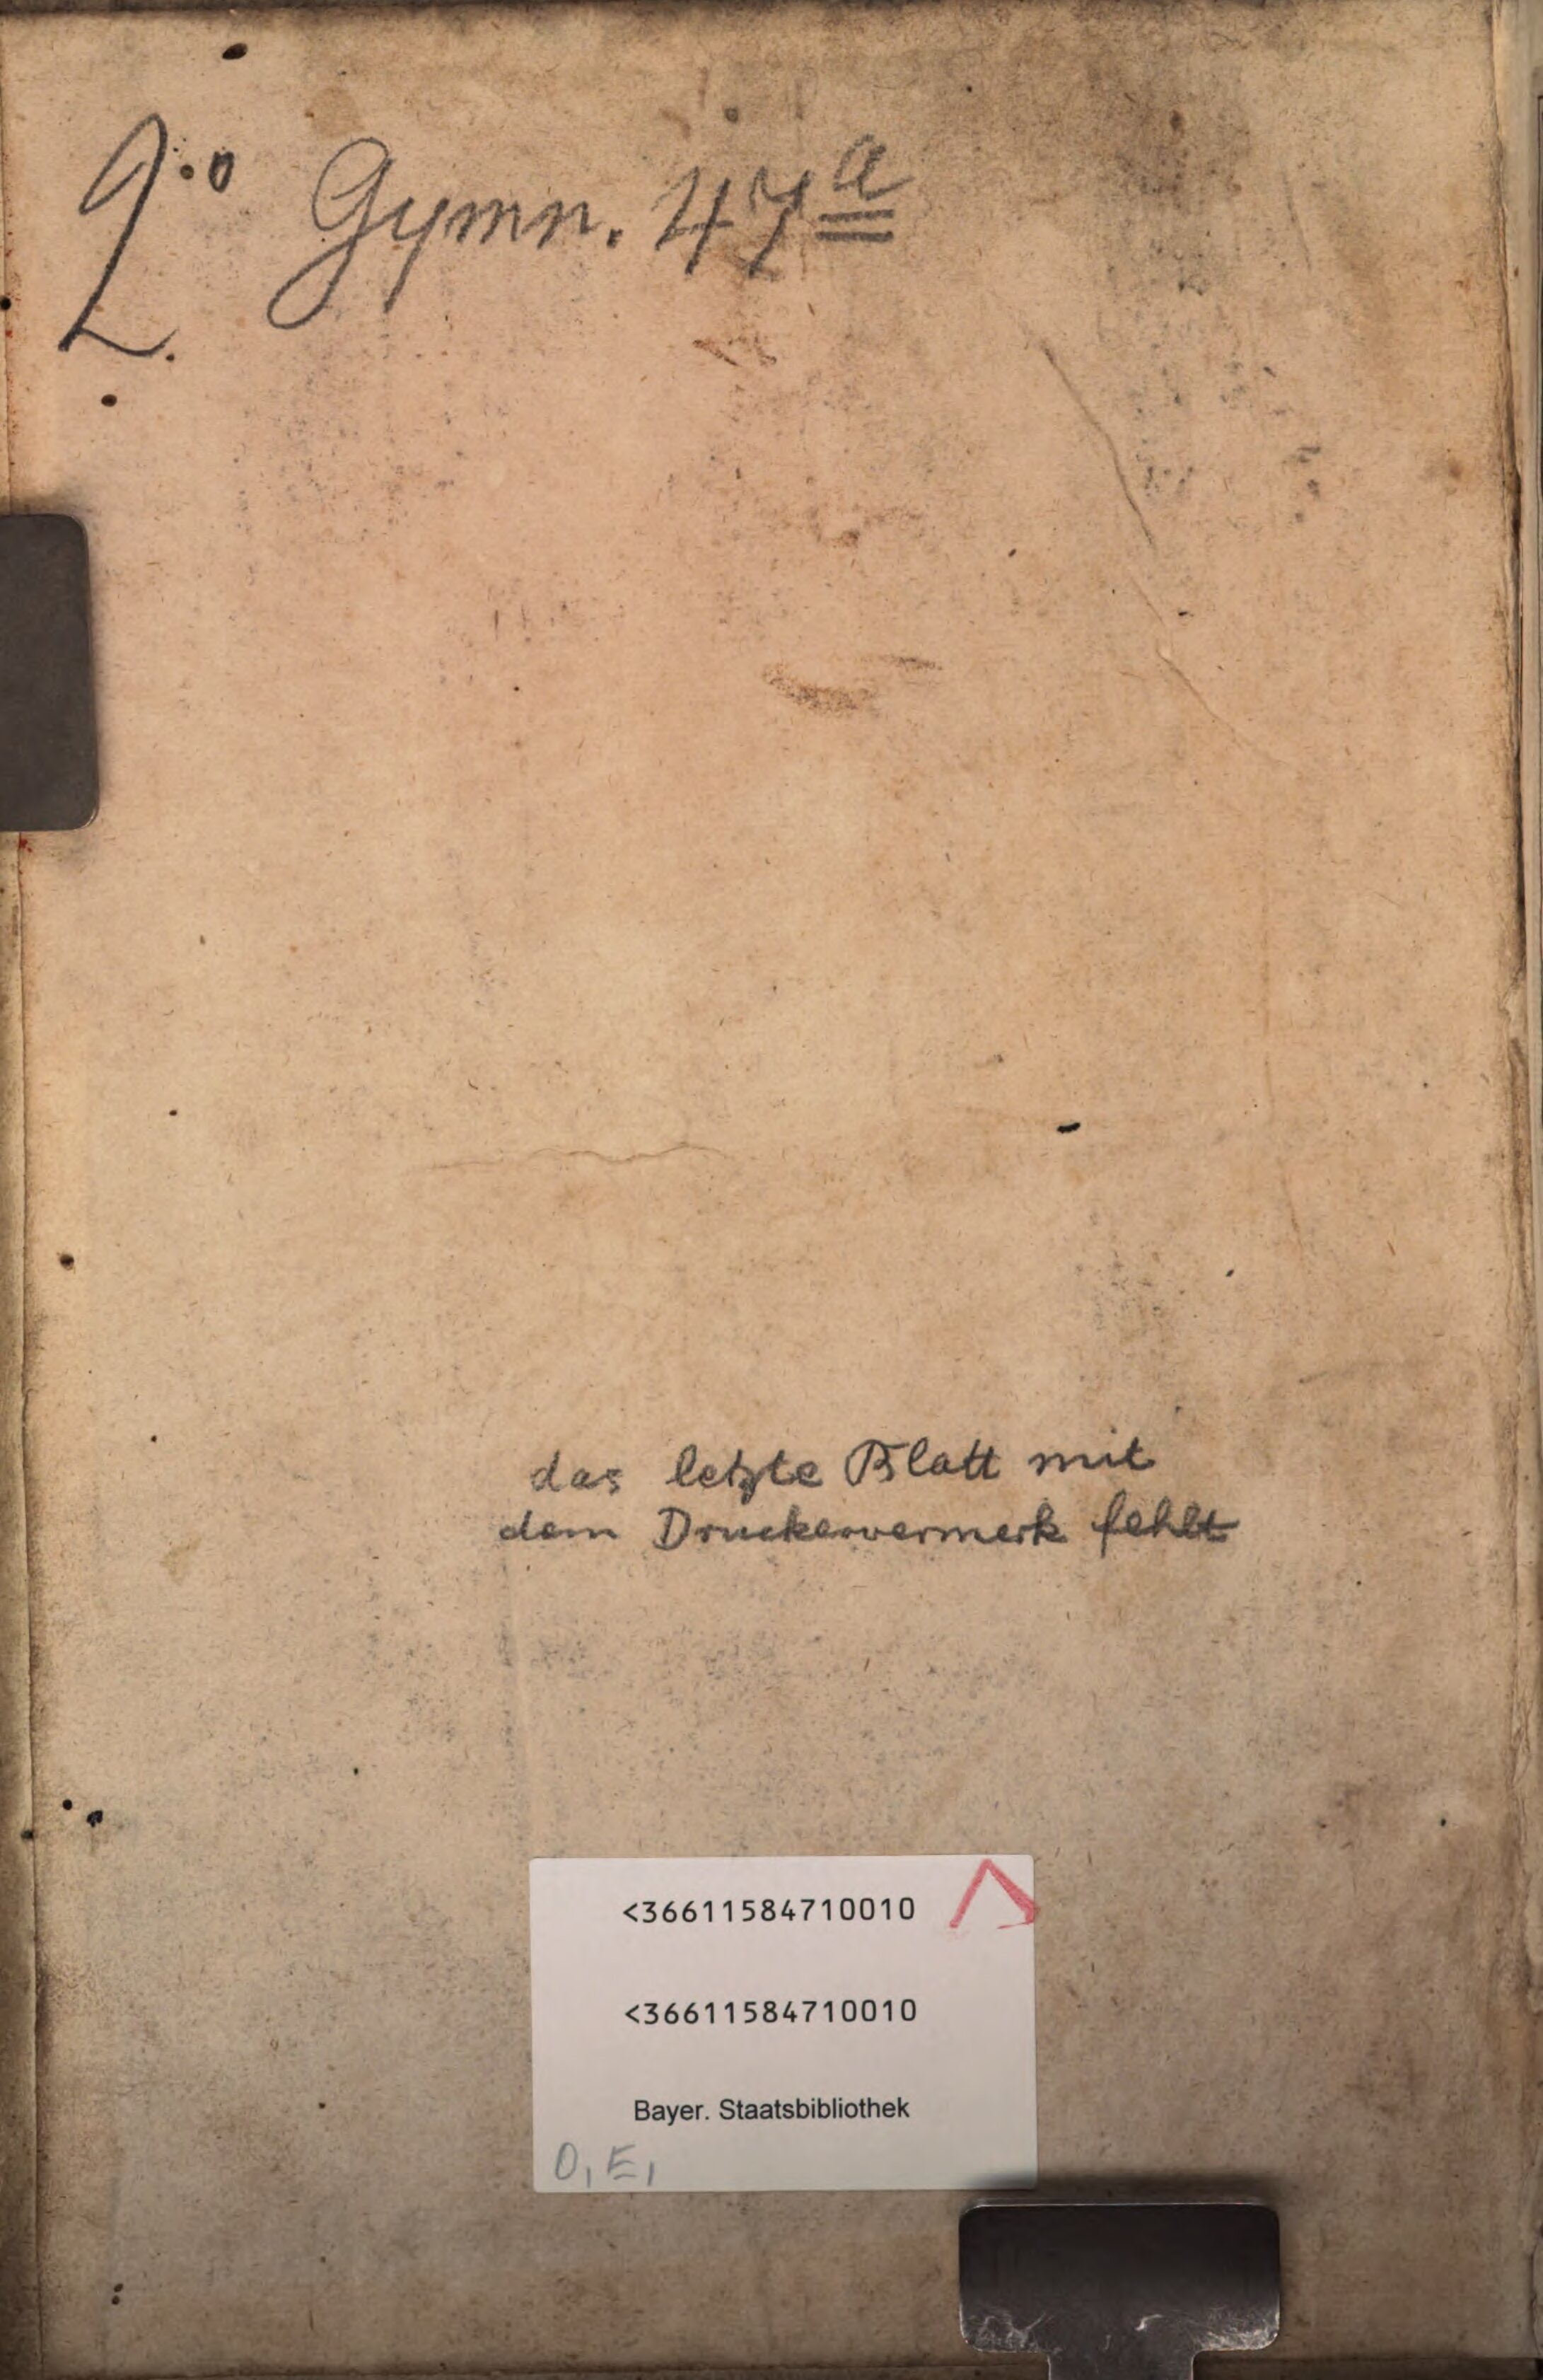 2.º Gymn. 47ª
das letzte Blatt mit
dem Druckervermerk fehlt
<36611584710010
<36611584710010
Bayer. Staatsbibliothek
0, E,